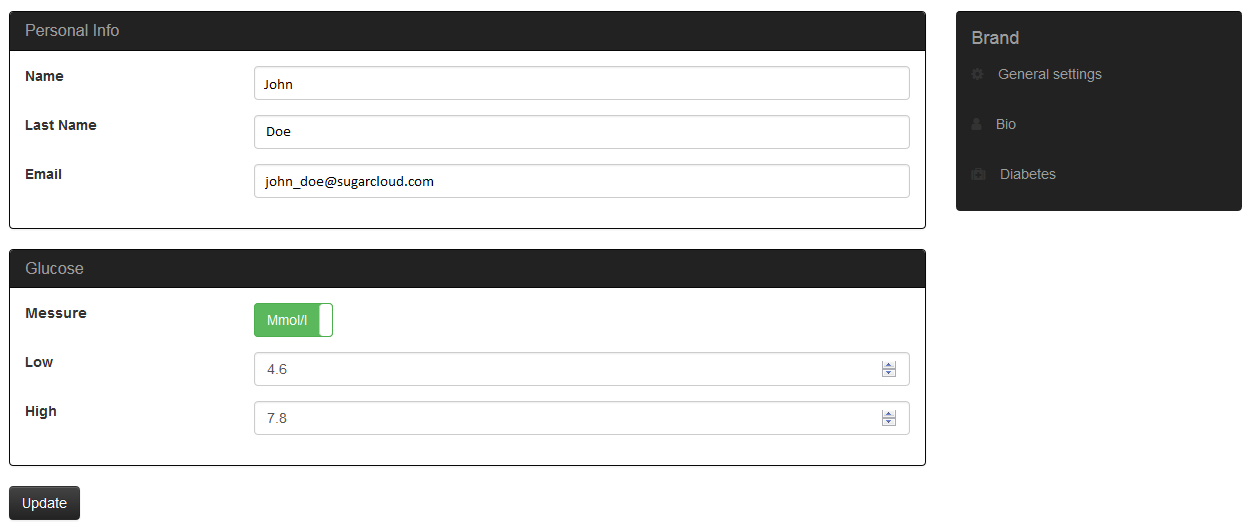 Personal Info
Name
John
Last Name
Doe
Email
john_doe@sugarcloud.com
Glucose
Messure
Mmol/l
Low
4.6
High
7.8
Update
Brand
General settings
Bio
Diabetes